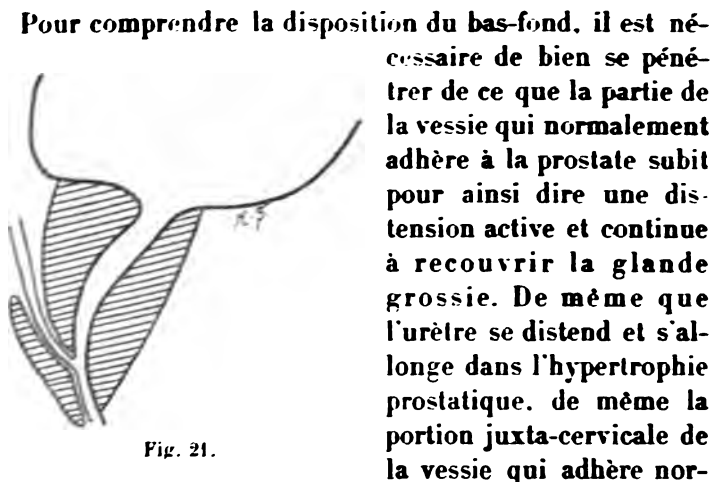 Pour comprendre la disposition du bas-fond, il est né-
cessaire de bien se péné-
trer de ce que la partie de
la vessie qui normalement
adhère à la prostate subit
pour ainsi dire une dis-
tension active et continue
à recouvrir la glande
grossie. De même que
l'urètre se distend et s'al-
longe dans l'hypertrophie
prostatique, de même la
portion juxta-cervicale de
la vessie qui adhère nor-
Fig. 21.